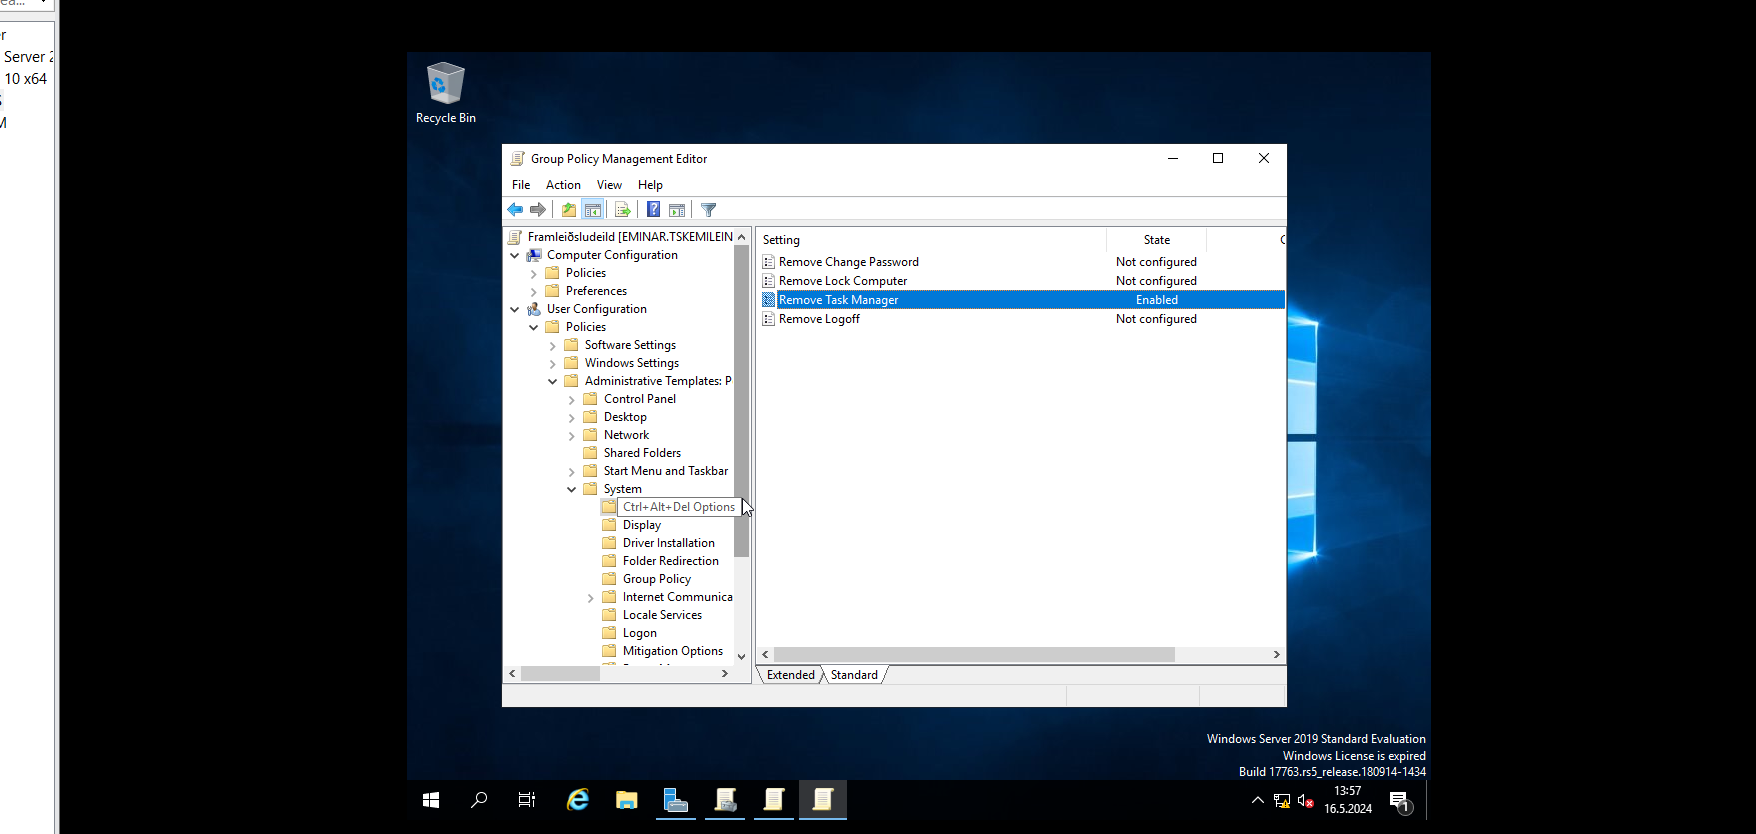 er
Server 2
10 x64
Recycle Bin
Group Policy Management Editor
File Action View Help
Framleiðsludeild [EMINAR.TSKEMILEIN
Computer Configuration
Policies
Preferences
User Configuration
Policies
Software Settings
Windows Settings
Administrative Templates: P
Control Panel
Desktop
Network
Shared Folders
Start Menu and Taskbar
System
Ctrl+Alt+Del Options
Display
Driver Installation
Folder Redirection
Group Policy
Internet Communica
Locale Services
Logon
Mitigation Options
Setting State C
Remove Change Password Not configured
Remove Lock Computer Not configured
Remove Task Manager Enabled
Remove Logoff Not configured
Extended Standard
Windows Server 2019 Standard Evaluation
Windows License is expired
Build 17763.rs5_release.180914-1434
13:57
16.5.2024
1